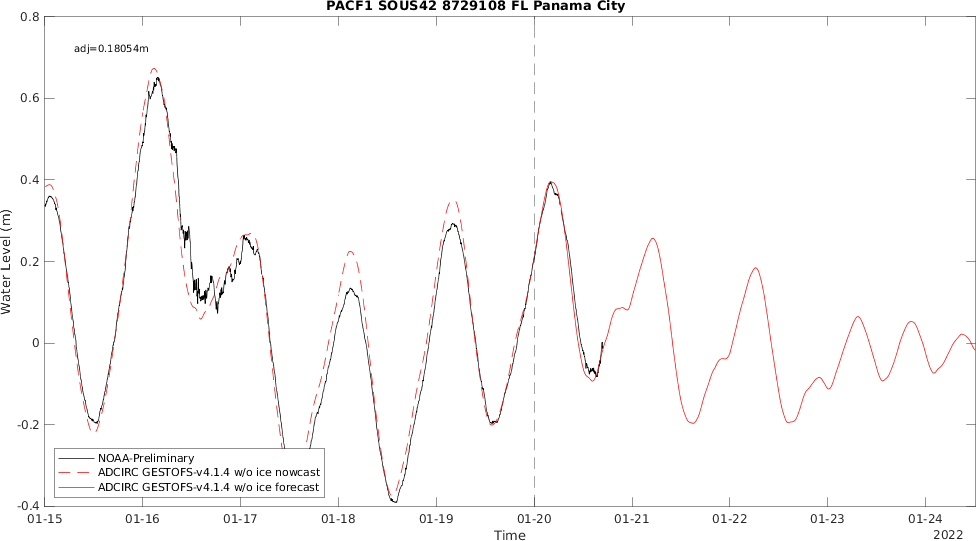 PACF1 SOUS42 8729108 FL Panama City
adj=0.18054m
0.8
0.6
0.4
0.2
0
-0.2
-0.4
Water Level (m)
NOAA-Preliminary
ADCIRC GESTOFS-v4.1.4 w/o ice nowcast
ADCIRC GESTOFS-v4.1.4 w/o ice forecast
01-15 01-16 01-17 01-18 01-19 01-20 01-21 01-22 01-23 01-24
Time
2022